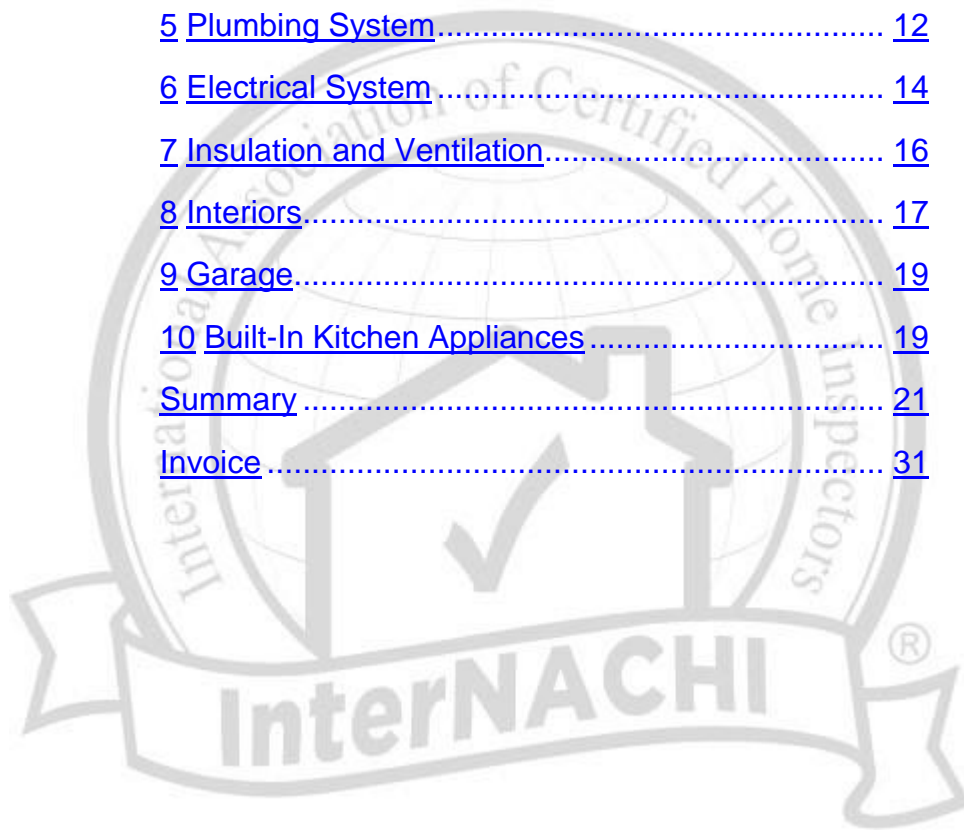 5 Plumbing System................................................ 12
6 Electrical System................................................ 14
7 Insulation and Ventilation..................................... 16
8 Interiors................................................................ 17
9 Garage................................................................. 19
10 Built-In Kitchen Appliances................................ 19
Summary................................................................ 21
Invoice.................................................................... 31
International Association of Certified Home Inspectors
InterNACHI
®